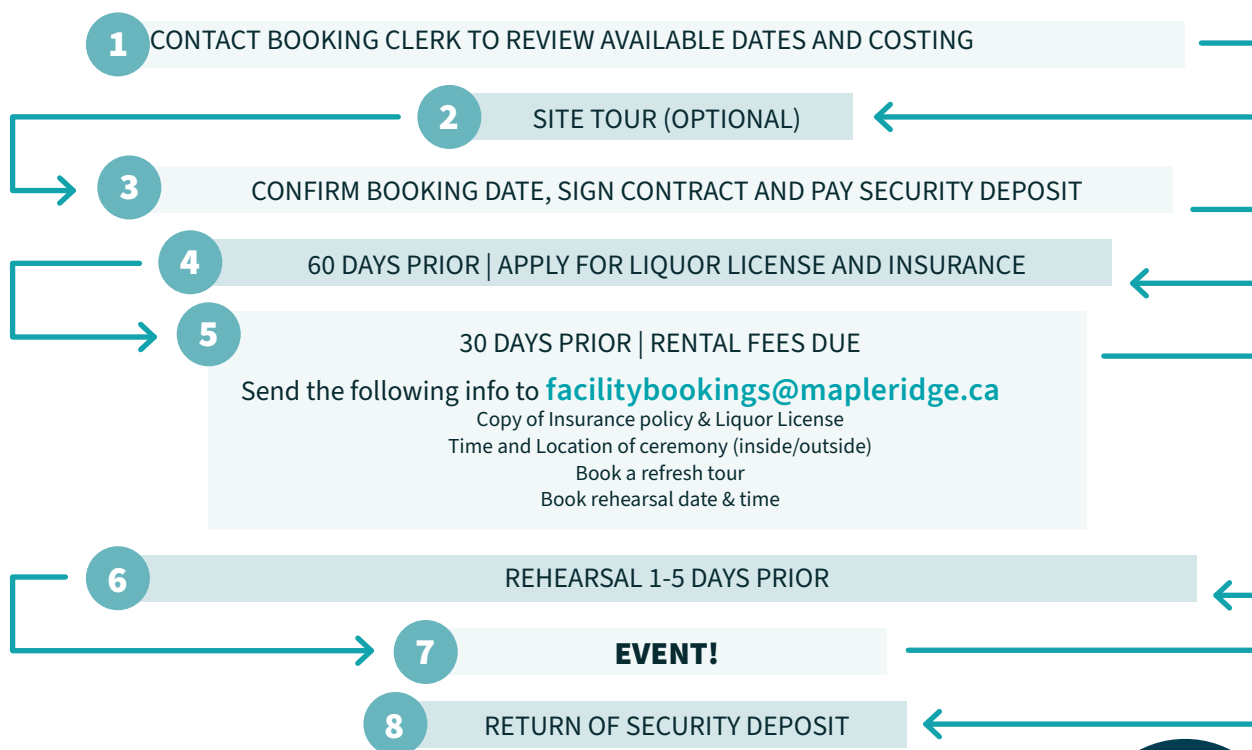 1 CONTACT BOOKING CLERK TO REVIEW AVAILABLE DATES AND COSTING
2 SITE TOUR (OPTIONAL)
3 CONFIRM BOOKING DATE, SIGN CONTRACT AND PAY SECURITY DEPOSIT
4 60 DAYS PRIOR | APPLY FOR LIQUOR LICENSE AND INSURANCE
5 30 DAYS PRIOR | RENTAL FEES DUE
Send the following info to facilitybookings@mapleridge.ca
Copy of Insurance policy & Liquor License
Time and Location of ceremony (inside/outside)
Book a refresh tour
Book rehearsal date & time
6 REHEARSAL 1-5 DAYS PRIOR
7 EVENT!
8 RETURN OF SECURITY DEPOSIT